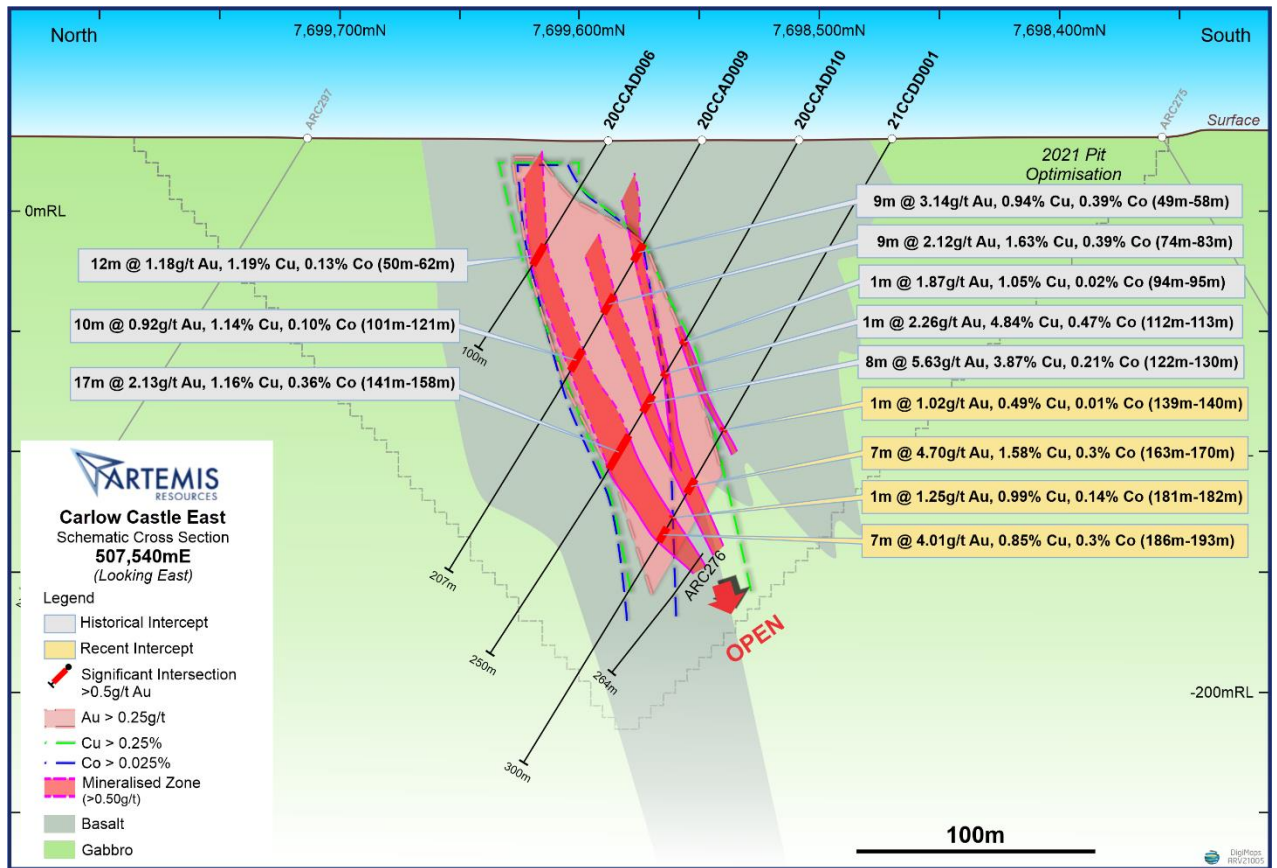 North
7,699,700mN
7,699,600mN
7,698,500mN
7,698,400mN
South
ARC297
20CCAD006
20CCAD009
20CCAD010
21CCDD001
ARC275
Surface
2021 Pit
Optimisation
0mRL
9m @ 3.14g/t Au, 0.94% Cu, 0.39% Co (49m-58m)
9m @ 2.12g/t Au, 1.63% Cu, 0.39% Co (74m-83m)
12m @ 1.18g/t Au, 1.19% Cu, 0.13% Co (50m-62m)
1m @ 1.87g/t Au, 1.05% Cu, 0.02% Co (94m-95m)
10m @ 0.92g/t Au, 1.14% Cu, 0.10% Co (101m-121m)
1m @ 2.26g/t Au, 4.84% Cu, 0.47% Co (112m-113m)
100m
8m @ 5.63g/t Au, 3.87% Cu, 0.21% Co (122m-130m)
17m @ 2.13g/t Au, 1.16% Cu, 0.36% Co (141m-158m)
1m @ 1.02g/t Au, 0.49% Cu, 0.01% Co (139m-140m)
7m @ 4.70g/t Au, 1.58% Cu, 0.3% Co (163m-170m)
1m @ 1.25g/t Au, 0.99% Cu, 0.14% Co (181m-182m)
7m @ 4.01g/t Au, 0.85% Cu, 0.3% Co (186m-193m)
ARC276
207m
250m
264m
300m
OPEN
-200mRL
ARTEMIS
RESOURCES
Carlow Castle East
Schematic Cross Section
507,540mE
(Looking East)
Legend
Historical Intercept
Recent Intercept
Significant Intersection
>0.5g/t Au
Au > 0.25g/t
Cu > 0.25%
Co > 0.025%
Mineralised Zone
(>0.50g/t)
Basalt
Gabbro
100m
DigiMaps
ARV21005